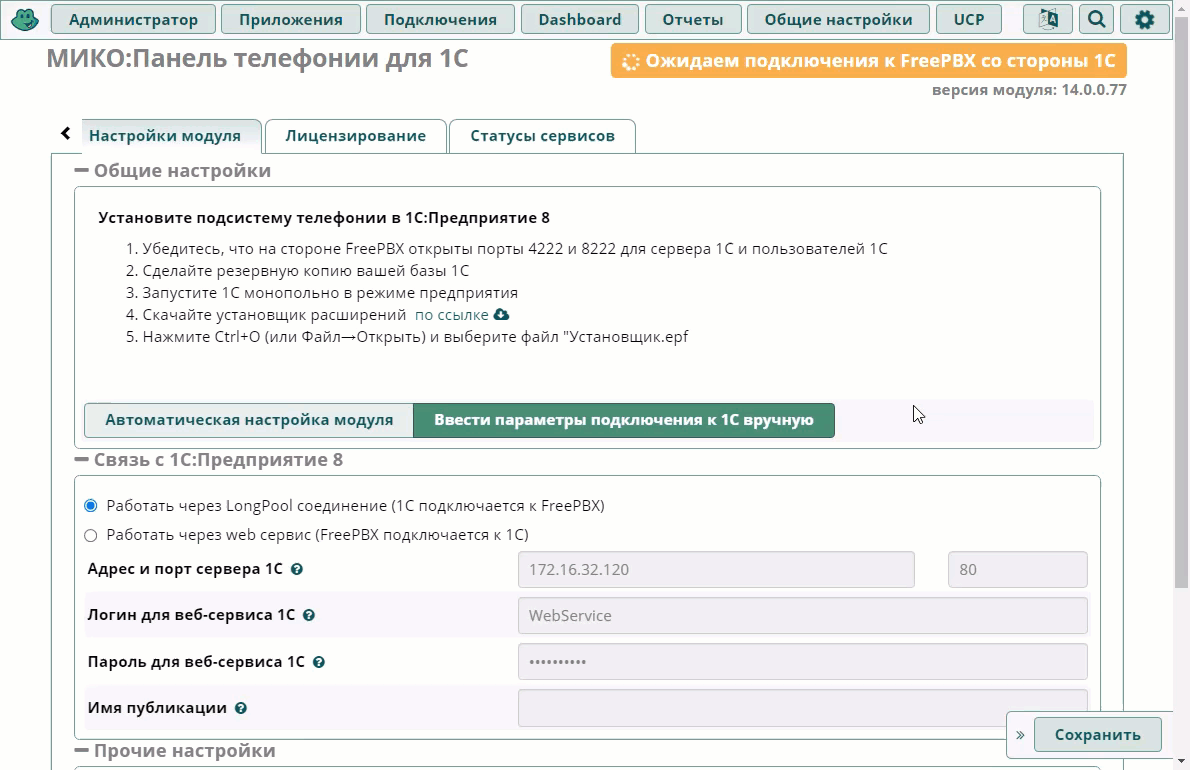 Администратор Приложения Подключения Dashboard Отчеты Общие настройки UCP
МИКО:Панель телефонии для 1С
Ожидаем подключения к FreePBX со стороны 1С
версия модуля: 14.0.0.77
Настройки модуля Лицензирование Статусы сервисов
Общие настройки
Установите подсистему телефонии в 1С:Предприятие 8
1. Убедитесь, что на стороне FreePBX открыты порты 4222 и 8222 для сервера 1С и пользователей 1С
2. Сделайте резервную копию вашей базы 1С
3. Запустите 1С монопольно в режиме предприятия
4. Скачайте установщик расширений по ссылке
5. Нажмите Ctrl+O (или Файл→Открыть) и выберите файл "Установщик.epf
Автоматическая настройка модуля Ввести параметры подключения к 1С вручную
Связь с 1С:Предприятие 8
Работать через LongPool соединение (1С подключается к FreePBX)
Работать через web сервис (FreePBX подключается к 1С)
Адрес и порт сервера 1С 172.16.32.120 80
Логин для веб-сервиса 1С WebService
Пароль для веб-сервиса 1С ••••••••••
Имя публикации
» Сохранить
Прочие настройки